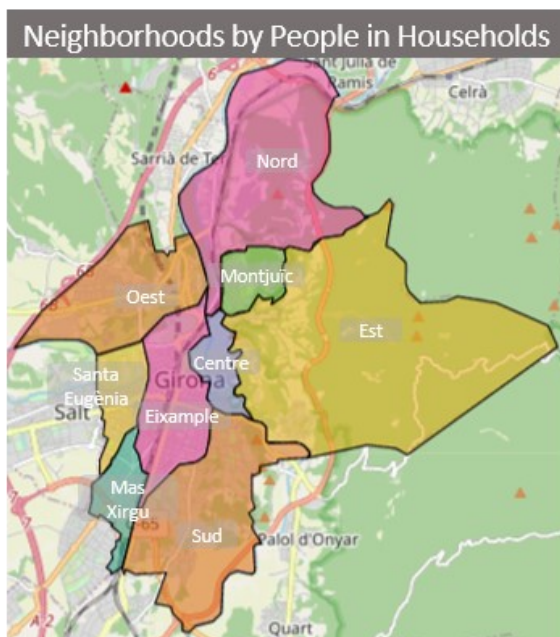 Neighborhoods by People in Households
Sant Julià de
Ramis
Celrà
Sarrià de Ter
Nord
Montjuïc
Oest
Est
Centre
Santa
Eugènia
Girona
Salt
Eixample
Mas
Xirgu
Sud
Palol d'Onyar
Quart
A 2